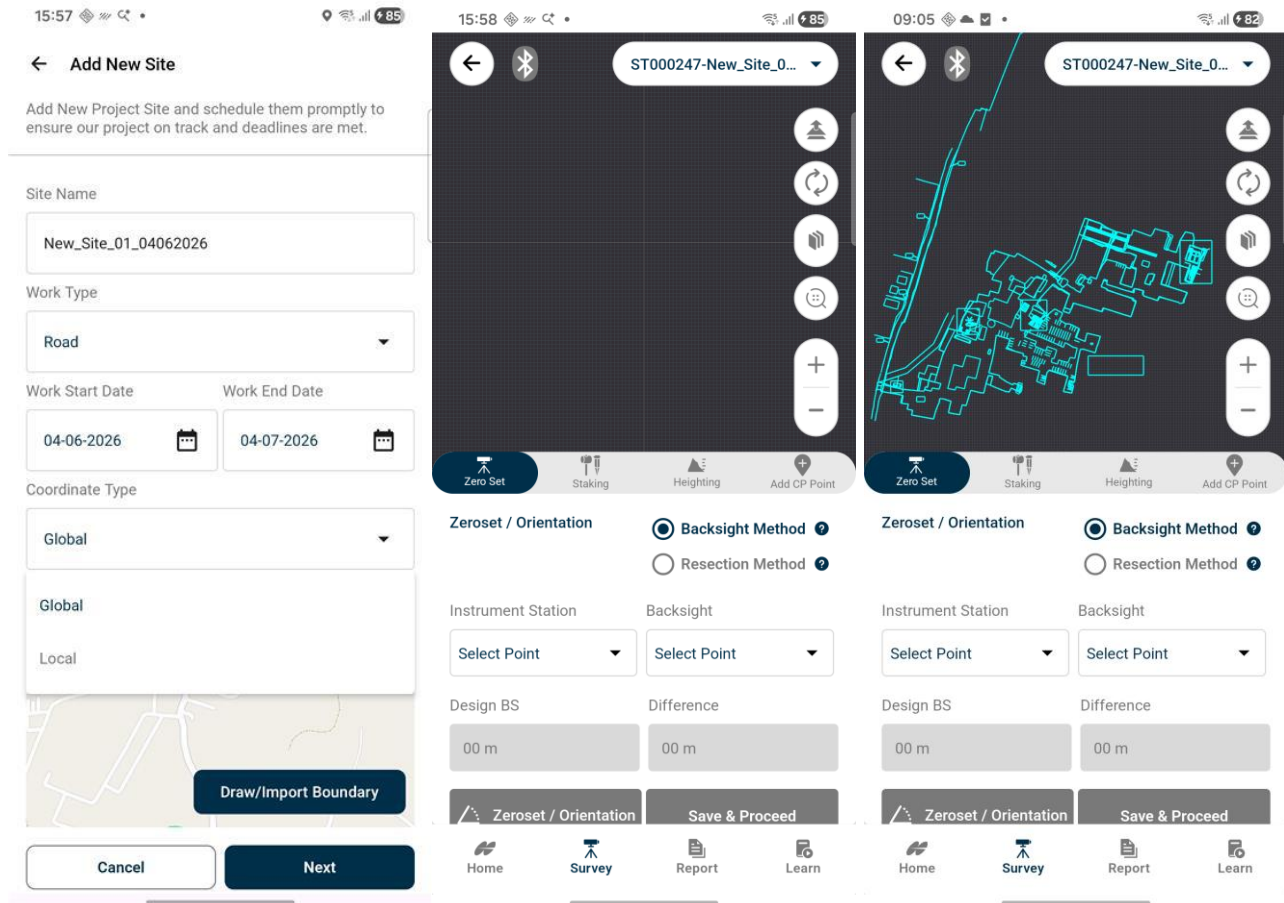 15:57
85
Add New Site
Add New Project Site and schedule them promptly to
ensure our project on track and deadlines are met.
Site Name
New_Site_01_04062026
Work Type
Road
Work Start Date Work End Date
04-06-2026 04-07-2026
Coordinate Type
Global
Global
Local
Draw/Import Boundary
Cancel Next
15:58
85
ST000247-New_Site_0...
Zero Set Staking Heighting Add CP Point
Zeroset / Orientation Backsight Method ?
Resection Method ?
Instrument Station Backsight
Select Point Select Point
Design BS Difference
00 m 00 m
Zeroset / Orientation Save & Proceed
Home Survey Report Learn
09:05
82
ST000247-New_Site_0...
Zero Set Staking Heighting Add CP Point
Zeroset / Orientation Backsight Method ?
Resection Method ?
Instrument Station Backsight
Select Point Select Point
Design BS Difference
00 m 00 m
Zeroset / Orientation Save & Proceed
Home Survey Report Learn